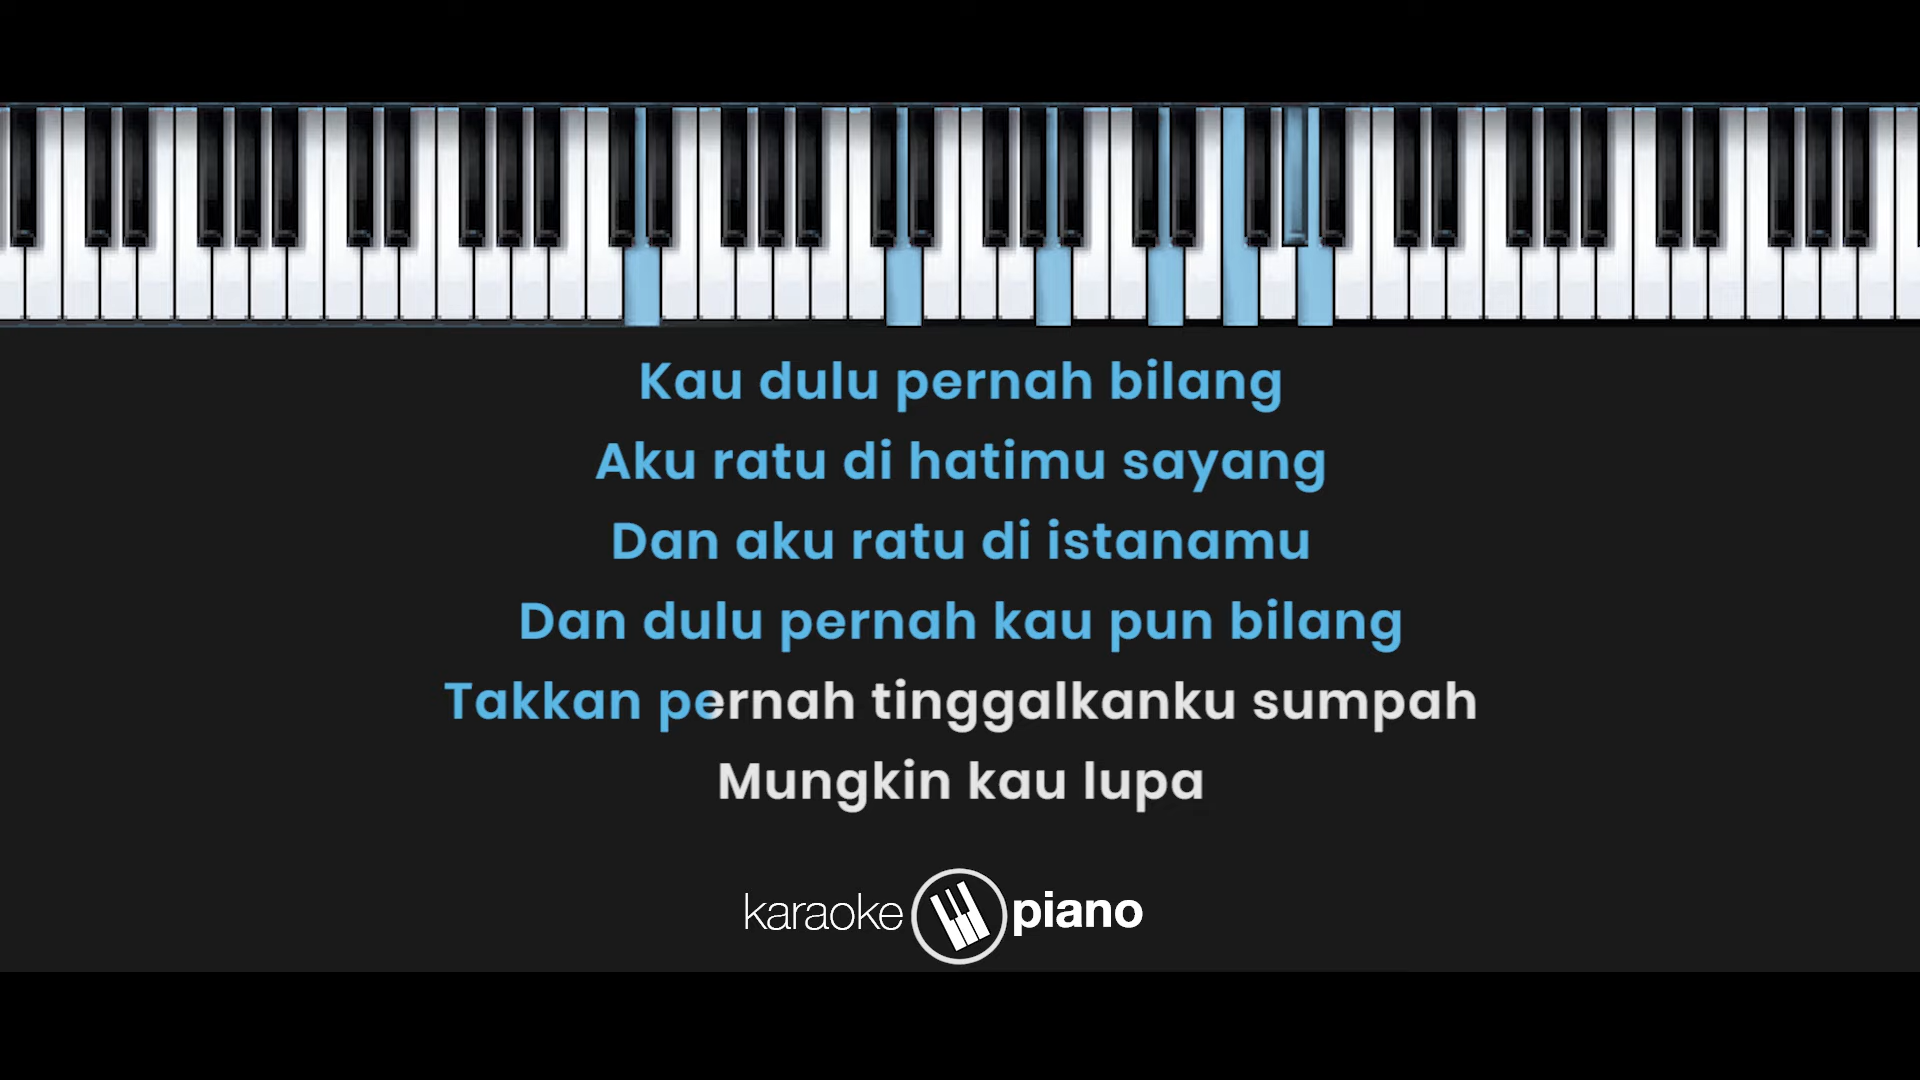 Kau dulu pernah bilang
Aku ratu di hatimu sayang
Dan aku ratu di istanamu
Dan dulu pernah kau pun bilang
Takkan pernah tinggalkanku sumpah
Mungkin kau lupa
karaoke piano